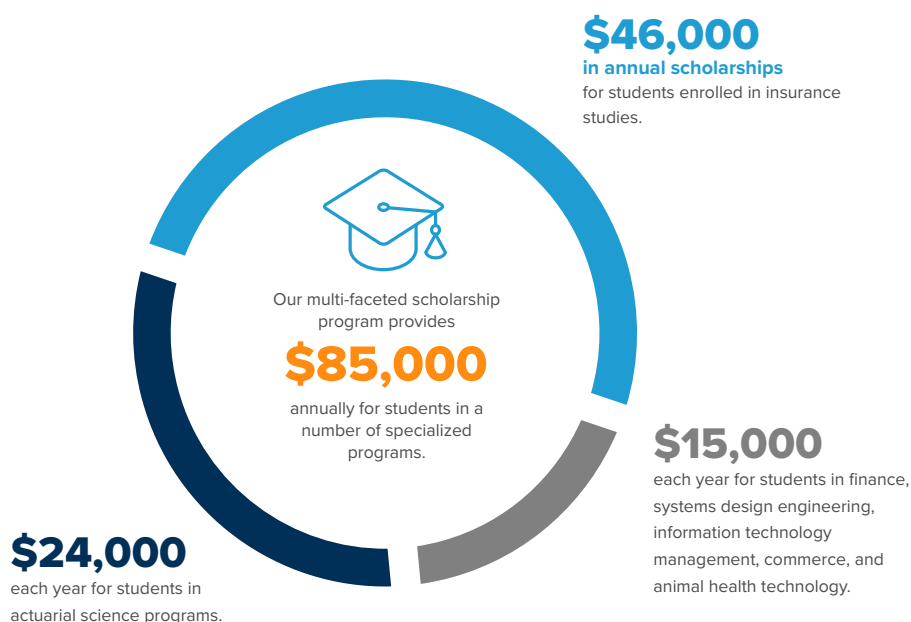 $46,000
in annual scholarships
for students enrolled in insurance
studies.
Our multi-faceted scholarship
program provides
$85,000
annually for students in a
number of specialized
programs.
$15,000
each year for students in finance,
systems design engineering,
information technology
management, commerce, and
animal health technology.
$24,000
each year for students in
actuarial science programs.